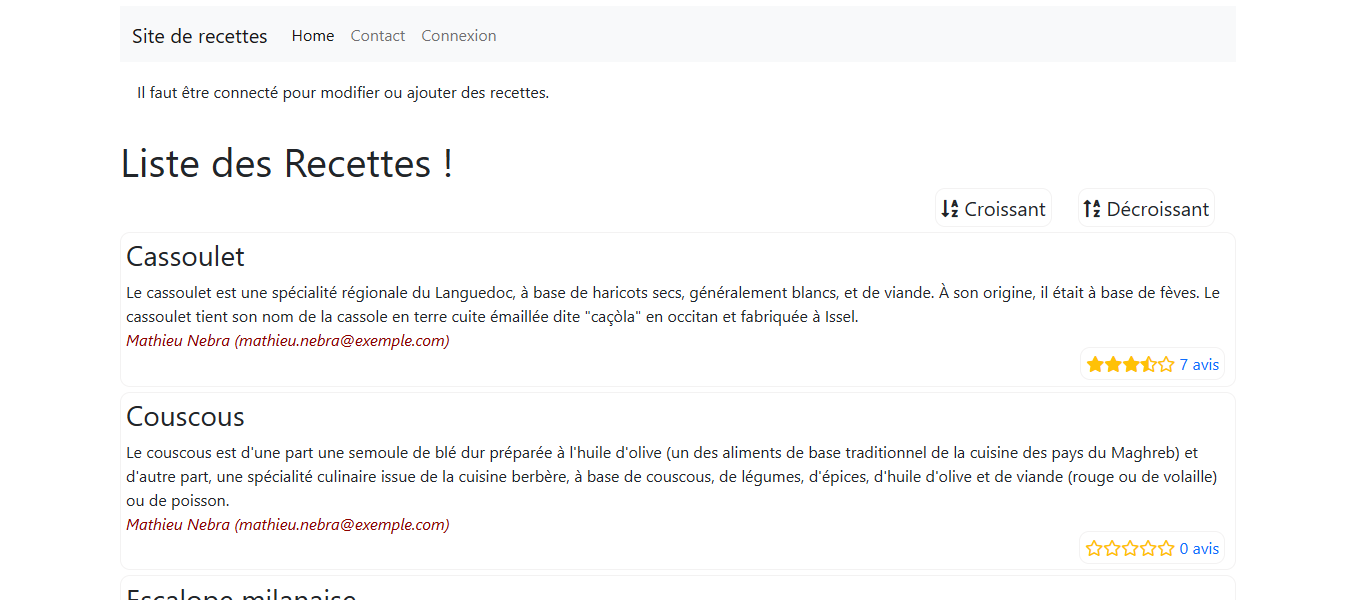 Site de recettes Home Contact Connexion
Il faut être connecté pour modifier ou ajouter des recettes.
Liste des Recettes !
Croissant Décroissant
Cassoulet
Le cassoulet est une spécialité régionale du Languedoc, à base de haricots secs, généralement blancs, et de viande. À son origine, il était à base de fèves. Le
cassoulet tient son nom de la cassole en terre cuite émaillée dite "caçòla" en occitan et fabriquée à Issel.
Mathieu Nebra (mathieu.nebra@exemple.com)
7 avis
Couscous
Le couscous est d'une part une semoule de blé dur préparée à l'huile d'olive (un des aliments de base traditionnel de la cuisine des pays du Maghreb) et
d'autre part, une spécialité culinaire issue de la cuisine berbère, à base de couscous, de légumes, d'épices, d'huile d'olive et de viande (rouge ou de volaille)
ou de poisson.
Mathieu Nebra (mathieu.nebra@exemple.com)
0 avis
Escalope milanaise